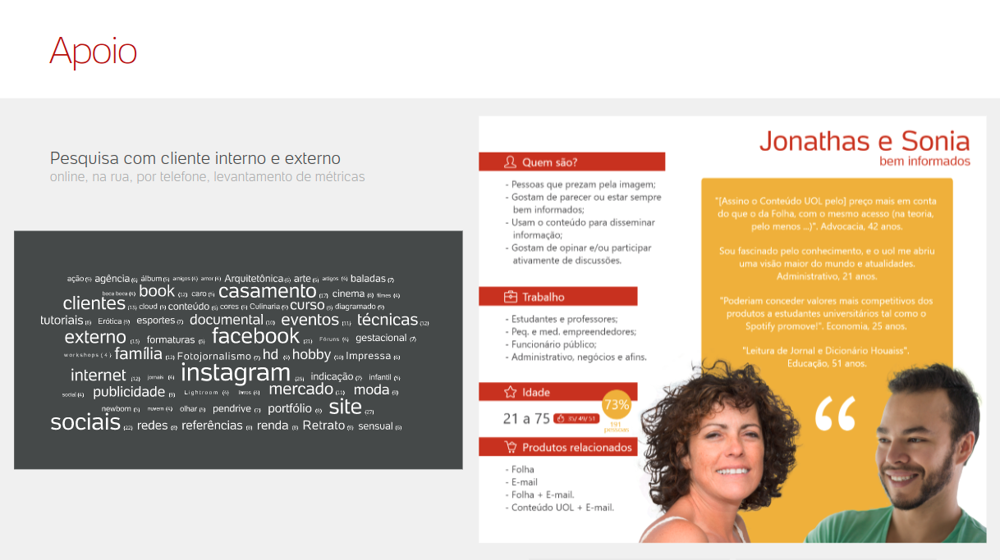 Apoio
Pesquisa com cliente interno e externo
online, na rua, por telefone, levantamento de métricas
ação (5) agência (6) álbum (5) amigos (4) amor (4) Arquitetônica (6) arte (6) artigos (4) baladas (7)
boca boca (4) book (12) caro (5) casamento (17) cinema (8) filmes (4)
clientes (13) cloud (5) conteúdo (6) cores (5) Culinaria (5) curso (9) diagramado (5)
tutoriais (8) Erótica (5) esportes (7) documental (10) eventos (11) técnicas (12)
externo (13) formaturas (6) facebook (21) Fóruns (4) gestacional (7)
workshops (4) família (12) Fotojornalismo (7) hd (9) hobby (10) Impressa (6)
internet (12) jornais (4) instagram (25) indicação (7) infantil (5)
social (4) publicidade (9) Lightroom (4) livros (4) mercado (11) moda (9)
newborn (5) nuvem (4) olhar (5) pendrive (7) portfólio (8) site (27)
sociais (22) redes (8) referências (8) renda (8) Retrato (8) sensual (6)
Jonathas e Sonia
bem informados
Quem são?
- Pessoas que prezam pela imagem;
- Gostam de parecer ou estar sempre
bem informados;
- Usam o conteúdo para disseminar
informação;
- Gostam de opinar e/ou participar
ativamente de discussões.
Trabalho
- Estudantes e professores;
- Peq. e med. empreendedores;
- Funcionário público;
- Administrativo, negócios e afins.
Idade
21 a 75
35/ 49/ 51
73%
191
pessoas
Produtos relacionados
- Folha
- E-mail
- Folha + E-mail.
- Conteúdo UOL + E-mail.
"[Assino o Conteúdo UOL pelo] preço mais em conta
do que o da Folha, com o mesmo acesso (na teoria,
pelo menos ...)". Advocacia, 42 anos.
Sou fascinado pelo conhecimento, e o uol me abriu
uma visão maior do mundo e atualidades.
Administrativo, 21 anos.
"Poderiam conceder valores mais competitivos dos
produtos a estudantes universitários tal como o
Spotify promove!". Economia, 25 anos.
"Leitura de Jornal e Dicionário Houaiss".
Educação, 51 anos.
“